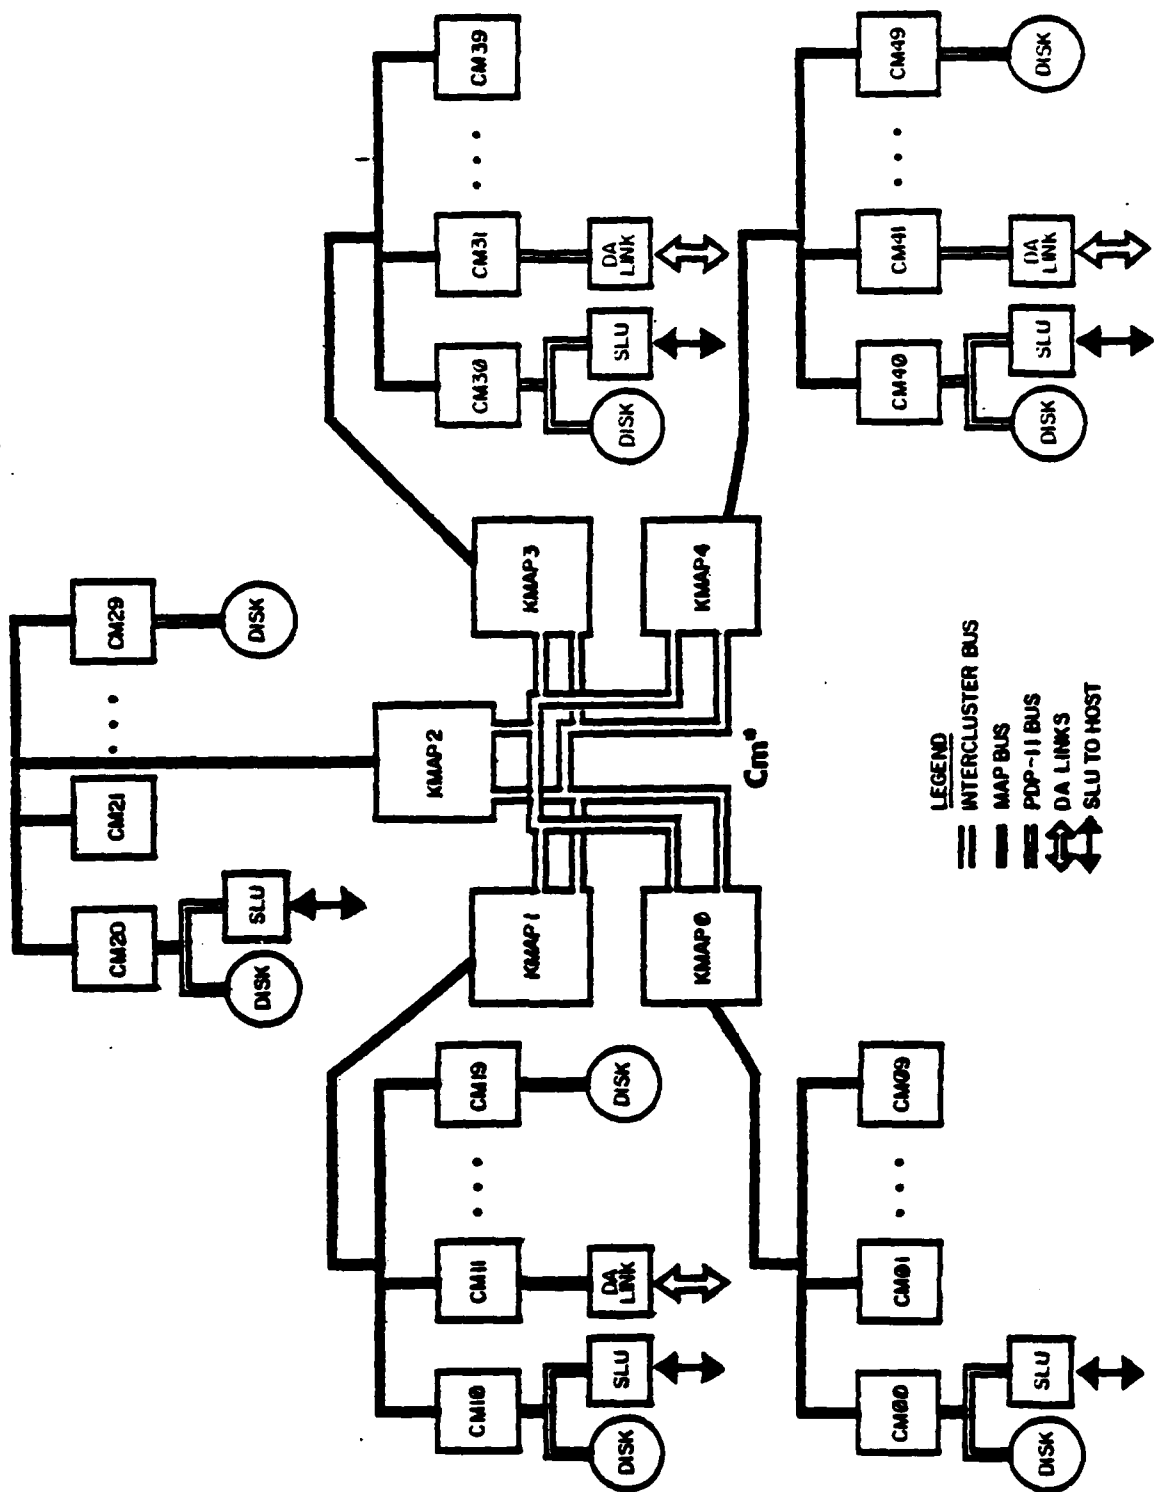 CM20
CM21
CM29
DISK
SLU
DISK
KMAP2
CM10
CM11
CM19
DISK
SLU
DA
LINK
DISK
KMAP1
KMAP3
CM30
CM31
CM39
DISK
SLU
DA
LINK
KMAP0
KMAP4
Cm*
CM00
CM01
CM09
DISK
SLU
LEGEND
INTERCLUSTER BUS
MAP BUS
PDP-11 BUS
DA LINKS
SLU TO HOST
CM40
CM41
CM49
DISK
SLU
DA
LINK
DISK